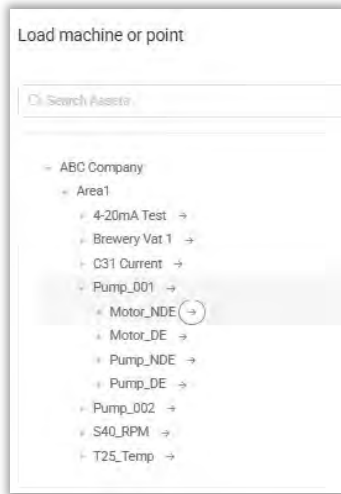 Load machine or point
Search Assets
ABC Company
Area1
4-20mA Test →
Brewery Vat 1 →
C31 Current →
Pump_001 →
Motor_NDE →
Motor_DE →
Pump_NDE →
Pump_DE →
Pump_002 →
S40_RPM →
T25_Temp →